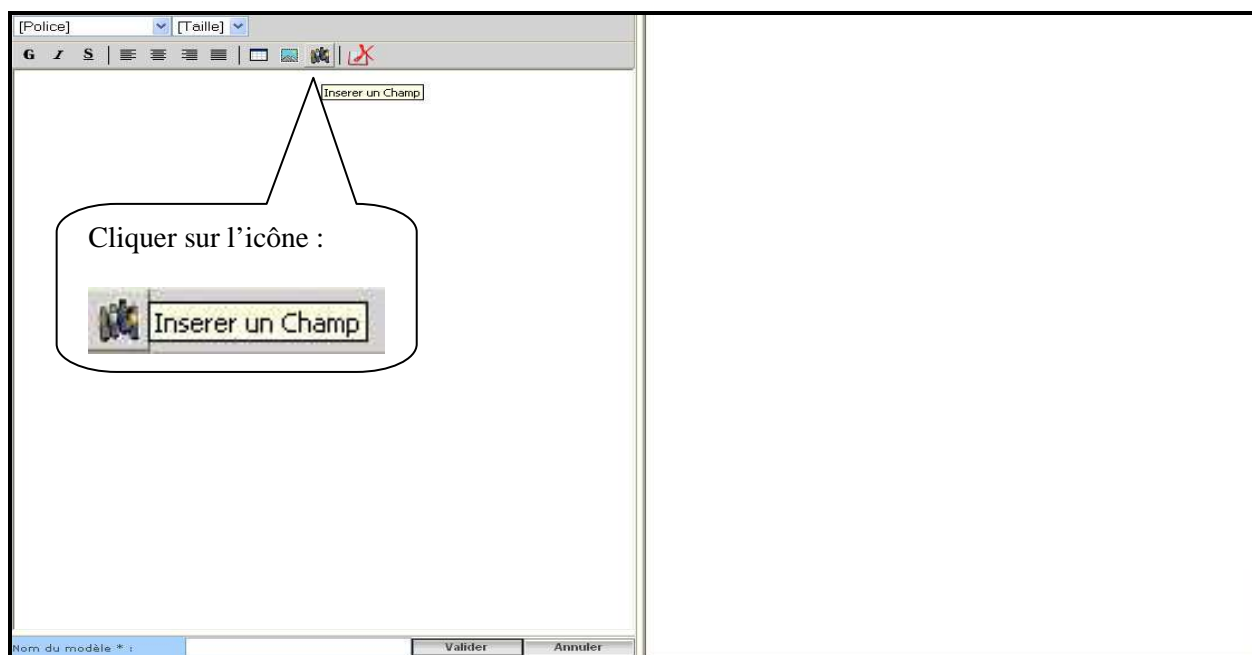 [Police] [Taille]
G I S
Inserer un Champ
Cliquer sur l’icône :
Inserer un Champ
Nom du modèle * : Valider Annuler